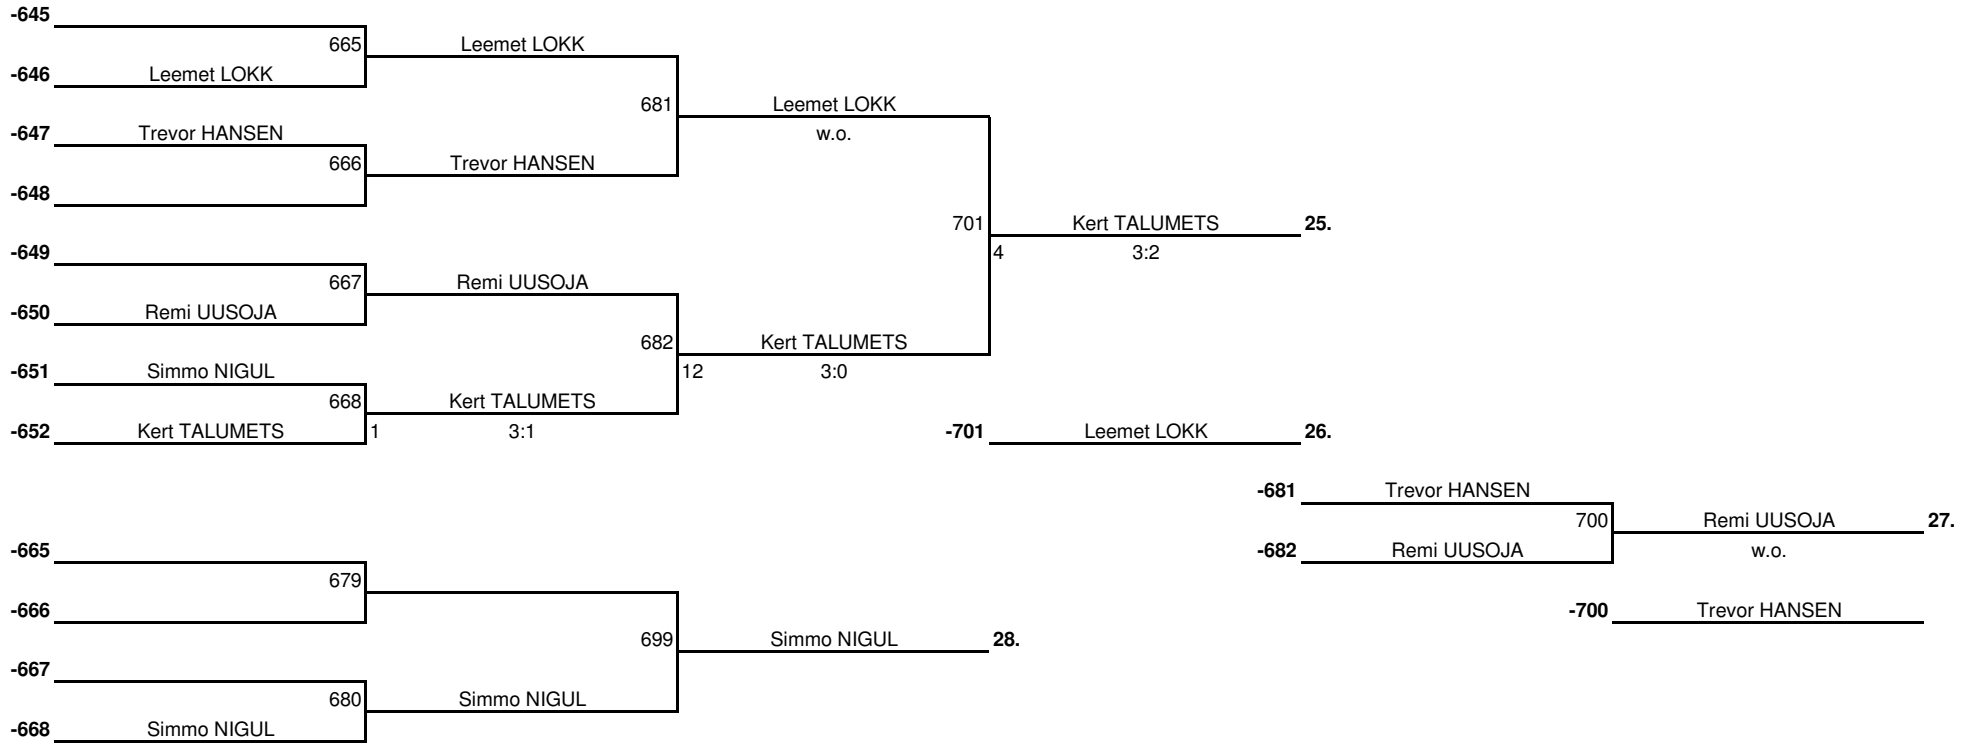 -645
665 Leemet LOKK
-646 Leemet LOKK
681 Leemet LOKK
-647 Trevor HANSEN w.o.
666 Trevor HANSEN
-648
701 Kert TALUMETS 25.
-649 4 3:2
667 Remi UUSOJA
-650 Remi UUSOJA
682 Kert TALUMETS
-651 Simmo NIGUL 12 3:0
668 Kert TALUMETS
-652 Kert TALUMETS 1 3:1 -701 Leemet LOKK 26.
-681 Trevor HANSEN
700 Remi UUSOJA 27.
-665 -682 Remi UUSOJA w.o.
679
-666 -700 Trevor HANSEN
699 Simmo NIGUL 28.
-667
680 Simmo NIGUL
-668 Simmo NIGUL